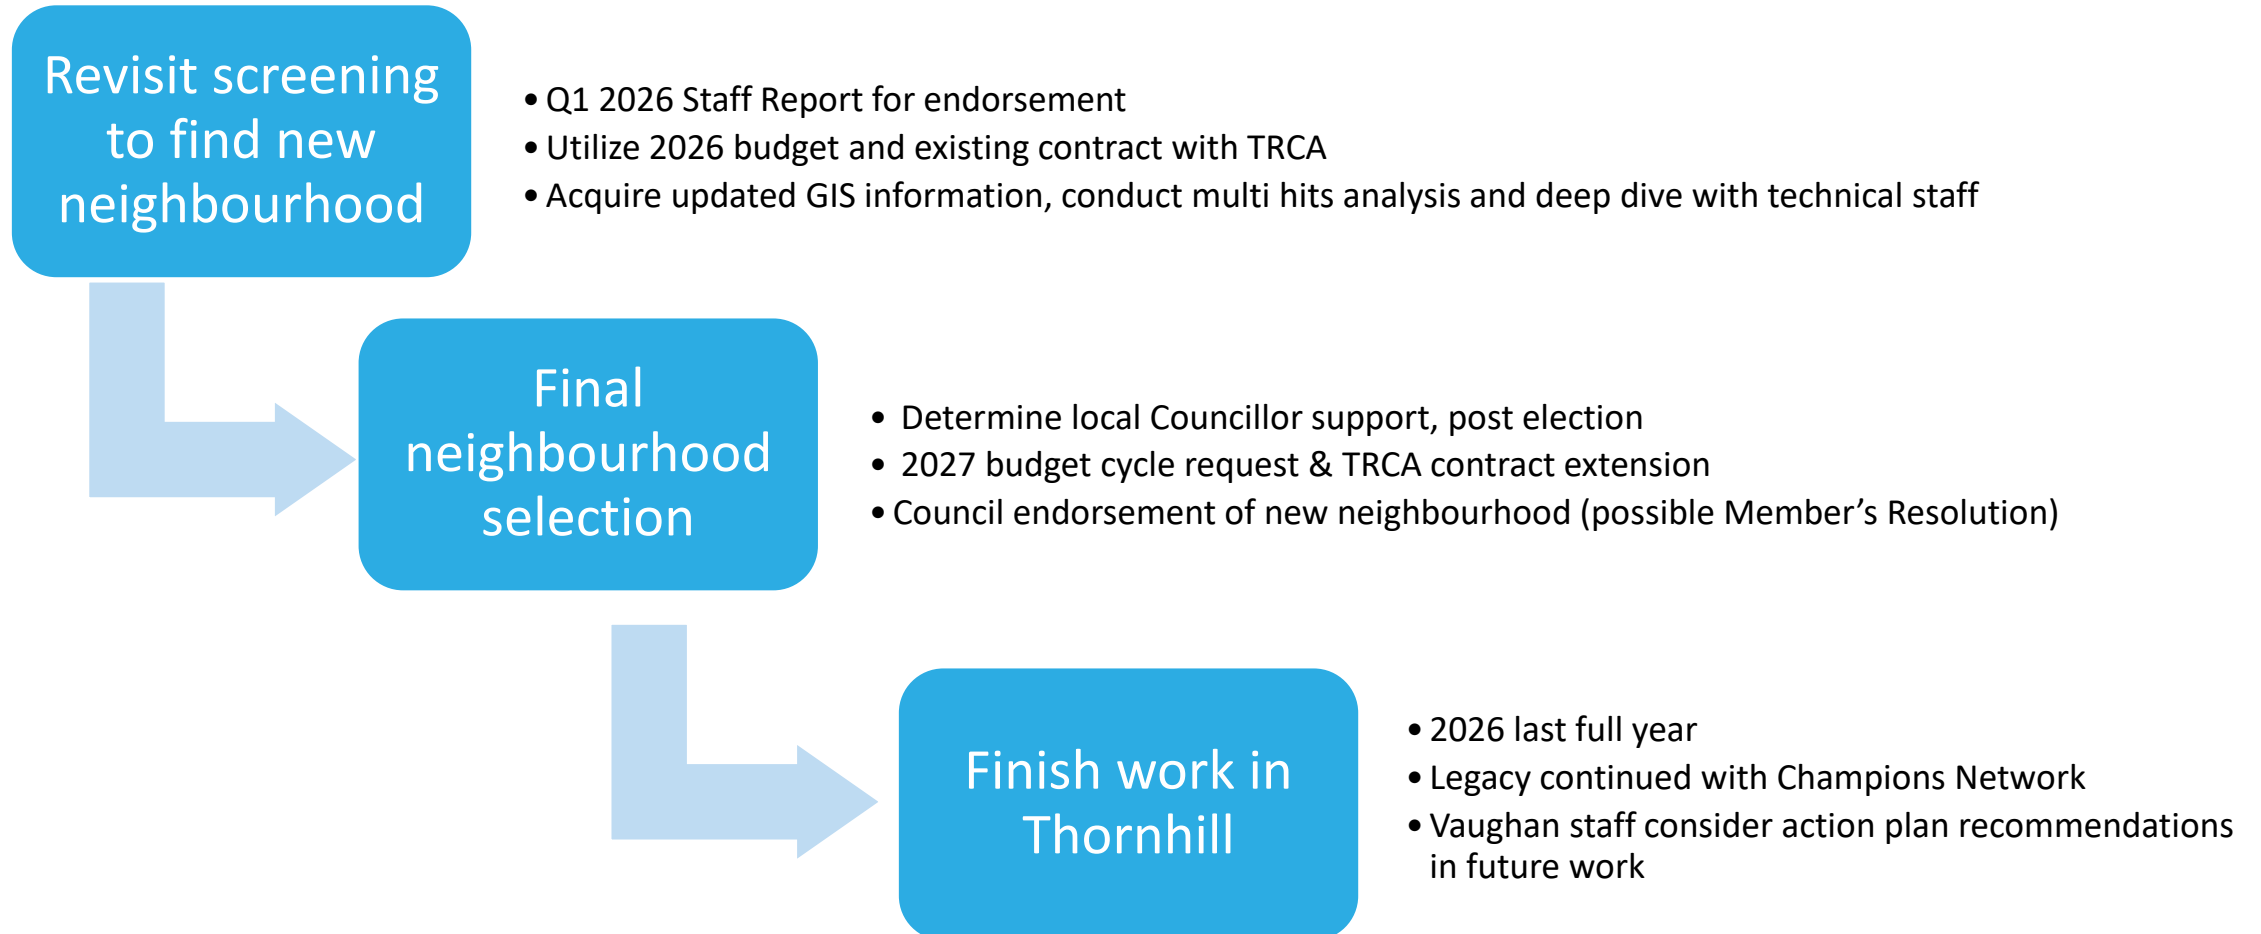 Revisit screening
to find new
neighbourhood
• Q1 2026 Staff Report for endorsement
• Utilize 2026 budget and existing contract with TRCA
• Acquire updated GIS information, conduct multi hits analysis and deep dive with technical staff
Final
neighbourhood
selection
• Determine local Councillor support, post election
• 2027 budget cycle request & TRCA contract extension
• Council endorsement of new neighbourhood (possible Member’s Resolution)
Finish work in
Thornhill
• 2026 last full year
• Legacy continued with Champions Network
• Vaughan staff consider action plan recommendations
in future work